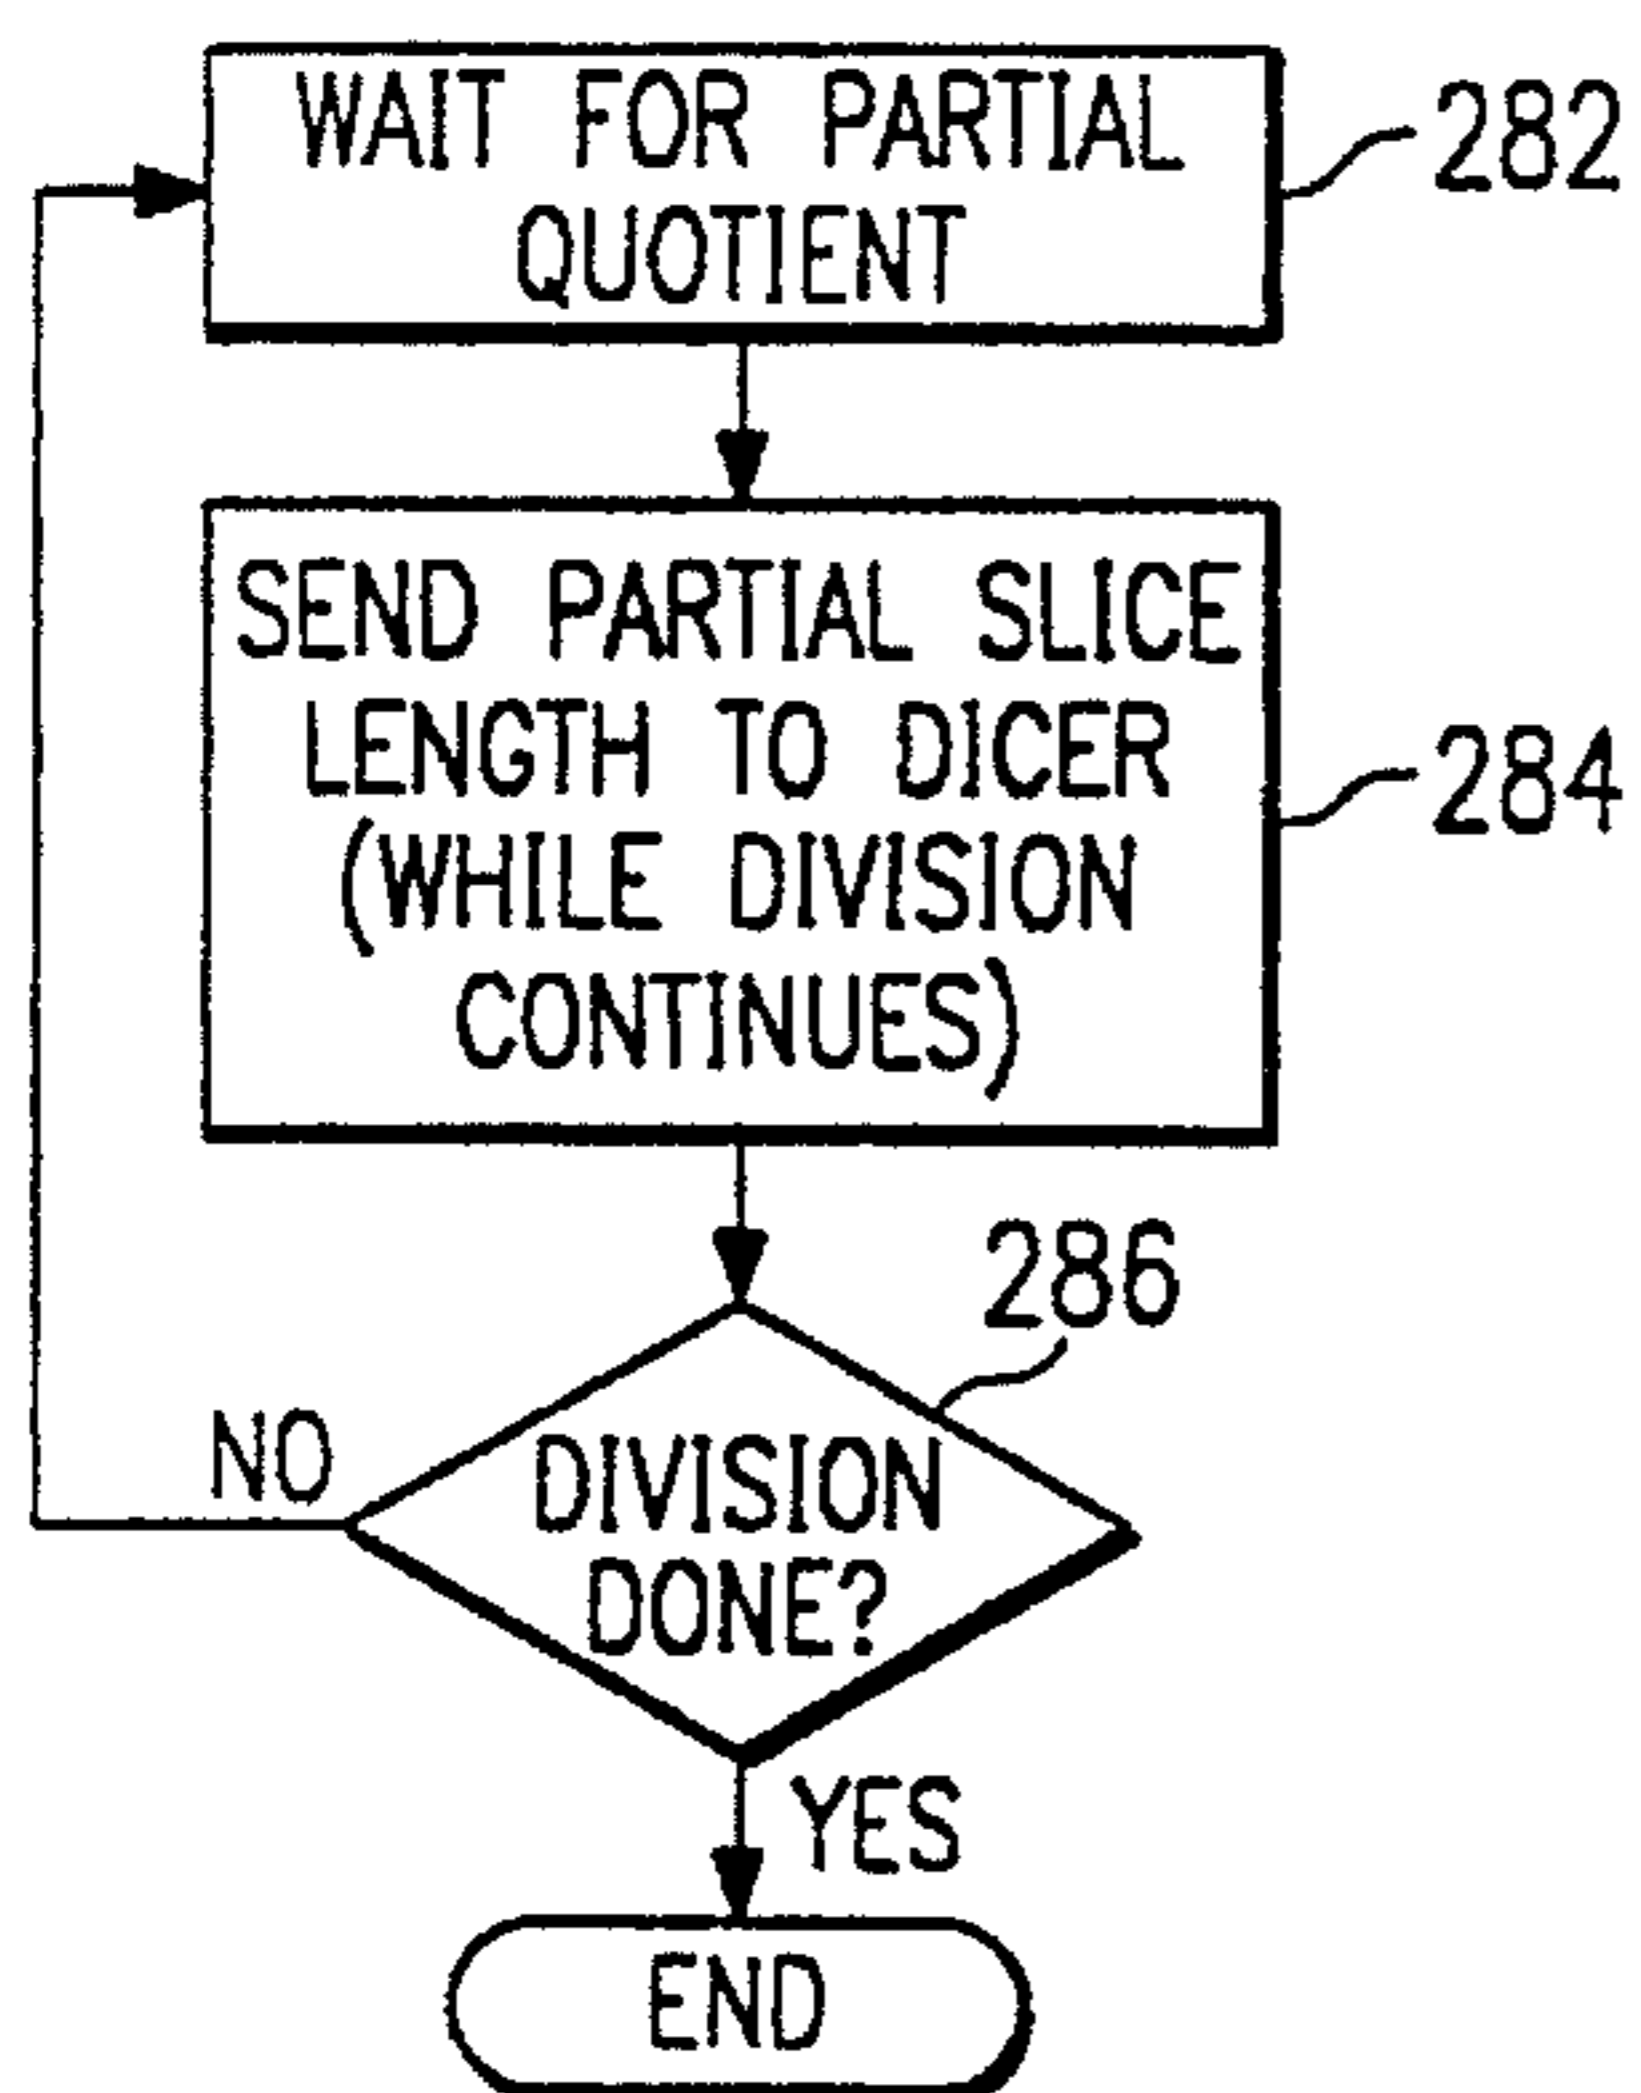 WAIT FOR PARTIAL
QUOTIENT
282
SEND PARTIAL SLICE
LENGTH TO DICER
(WHILE DIVISION
CONTINUES)
284
286
NO
DIVISION
DONE?
YES
END